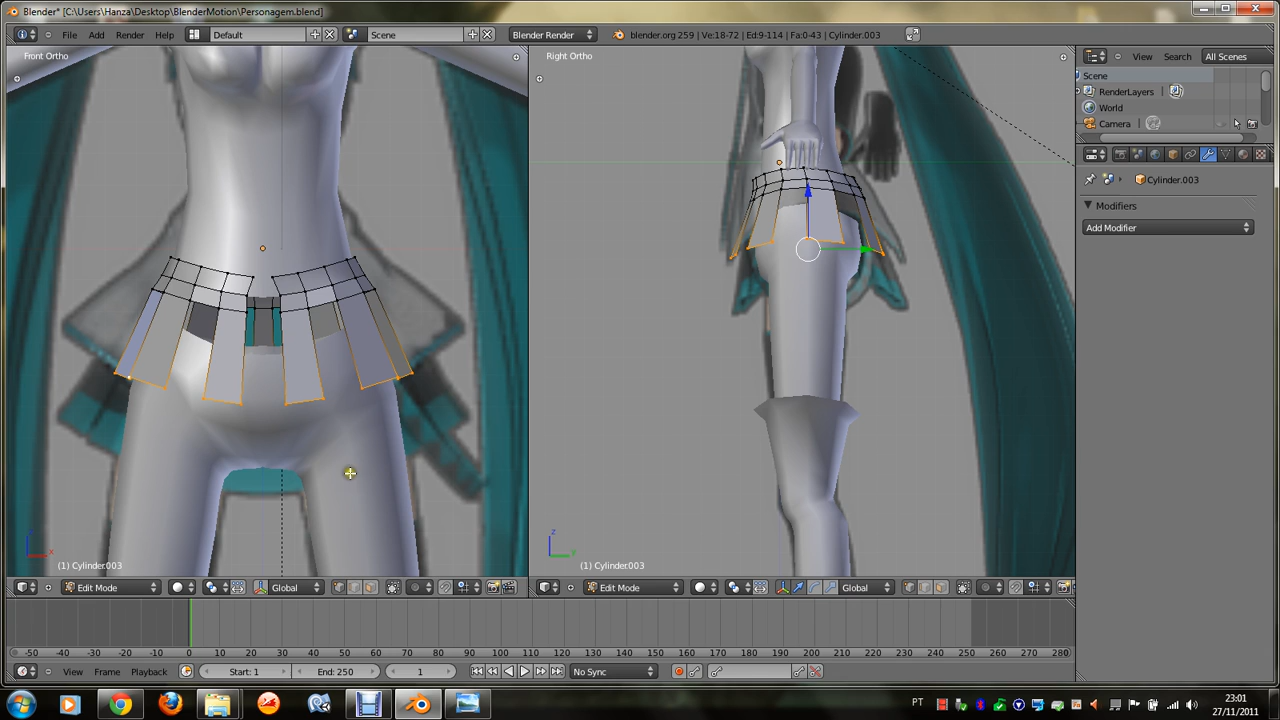 Blender* [C:\Users\Hanza\Desktop\BlenderMotion\Personagem.blend]
File Add Render Help Default Scene Blender Render blender.org 259 | Ve:18-72 | Ed:9-114 | Fa:0-43 | Cylinder.003 View Search All Scenes
Front Ortho Right Ortho
Scene
RenderLayers
World
Camera
Cylinder.003
Modifiers
Add Modifier
z x z y
(1) Cylinder.003 (1) Cylinder.003
Edit Mode Global Edit Mode Global
-50 -40 -30 -20 -10 0 10 20 30 40 50 60 70 80 90 100 110 120 130 140 150 160 170 180 190 200 210 220 230 240 250 260 270 280
View Frame Playback Start: 1 End: 250 1 No Sync
PT 23:01
27/11/2011